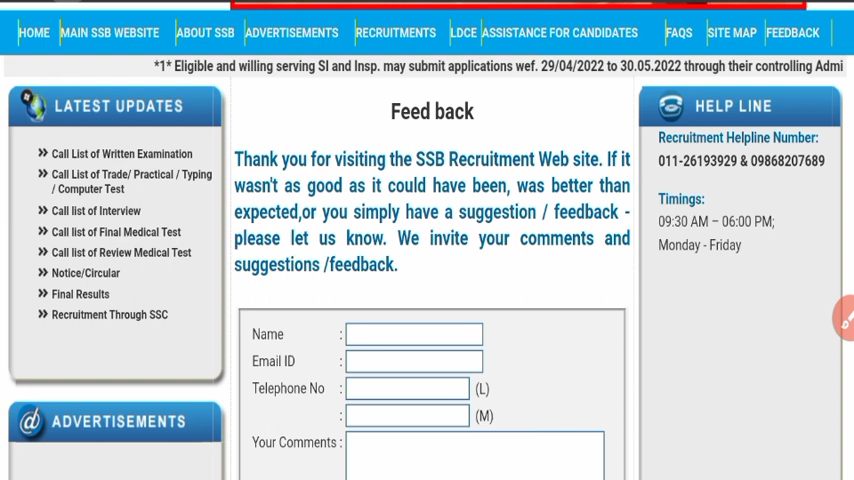 HOME MAIN SSB WEBSITE ABOUT SSB ADVERTISEMENTS RECRUITMENTS LDCE ASSISTANCE FOR CANDIDATES FAQS SITE MAP FEEDBACK
*1* Eligible and willing serving SI and Insp. may submit applications wef. 29/04/2022 to 30.05.2022 through their controlling Admi
LATEST UPDATES
Call List of Written Examination
Call List of Trade/ Practical / Typing
/ Computer Test
Call list of Interview
Call list of Final Medical Test
Call list of Review Medical Test
Notice/Circular
Final Results
Recruitment Through SSC
ADVERTISEMENTS
Feed back
Thank you for visiting the SSB Recruitment Web site. If it
wasn't as good as it could have been, was better than
expected,or you simply have a suggestion / feedback -
please let us know. We invite your comments and
suggestions /feedback.
Name :
Email ID :
Telephone No : (L)
: (M)
Your Comments :
HELP LINE
Recruitment Helpline Number:
011-26193929 & 09868207689
Timings:
09:30 AM – 06:00 PM;
Monday - Friday